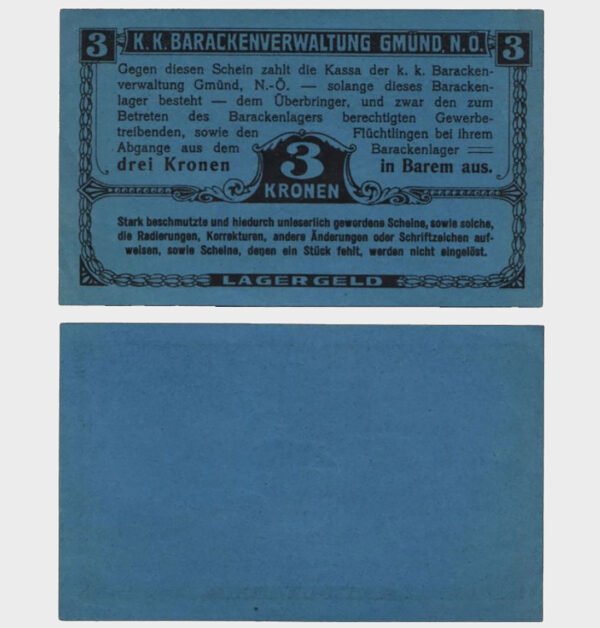 3 K. K. BARACKENVERWALTUNG GMÜND, N. Ö. 3
Gegen diesen Schein zahlt die Kassa der k. k. Baracken-
verwaltung Gmünd, N.-Ö. — solange dieses Baracken-
lager besteht — dem Überbringer, und zwar den zum
Betreten des Barackenlagers berechtigten Gewerbe-
treibenden, sowie den Flüchtlingen bei ihrem
Abgange aus dem Barackenlager
drei Kronen 3 in Barem aus.
KRONEN
Stark beschmutzte und hiedurch unleserlich gewordene Scheine, sowie solche,
die Radierungen, Korrekturen, andere Änderungen oder Schriftzeichen auf-
weisen, sowie Scheine, denen ein Stück fehlt, werden nicht eingelöst.
LAGERGELD